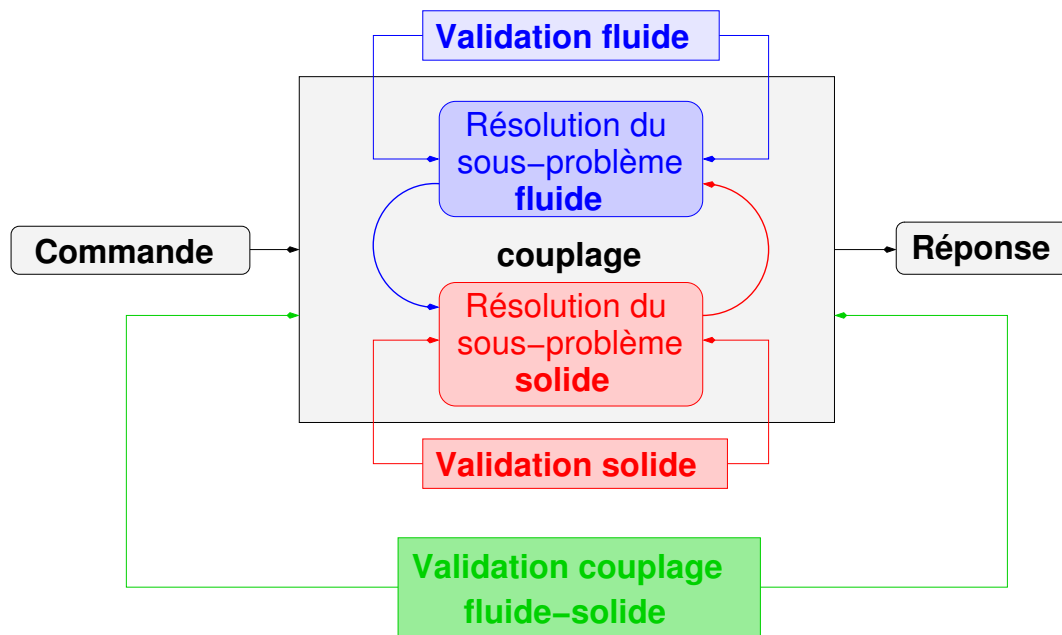 Validation fluide
Résolution du
sous−problème
fluide
Commande
couplage
Réponse
Résolution du
sous−problème
solide
Validation solide
Validation couplage
fluide−solide